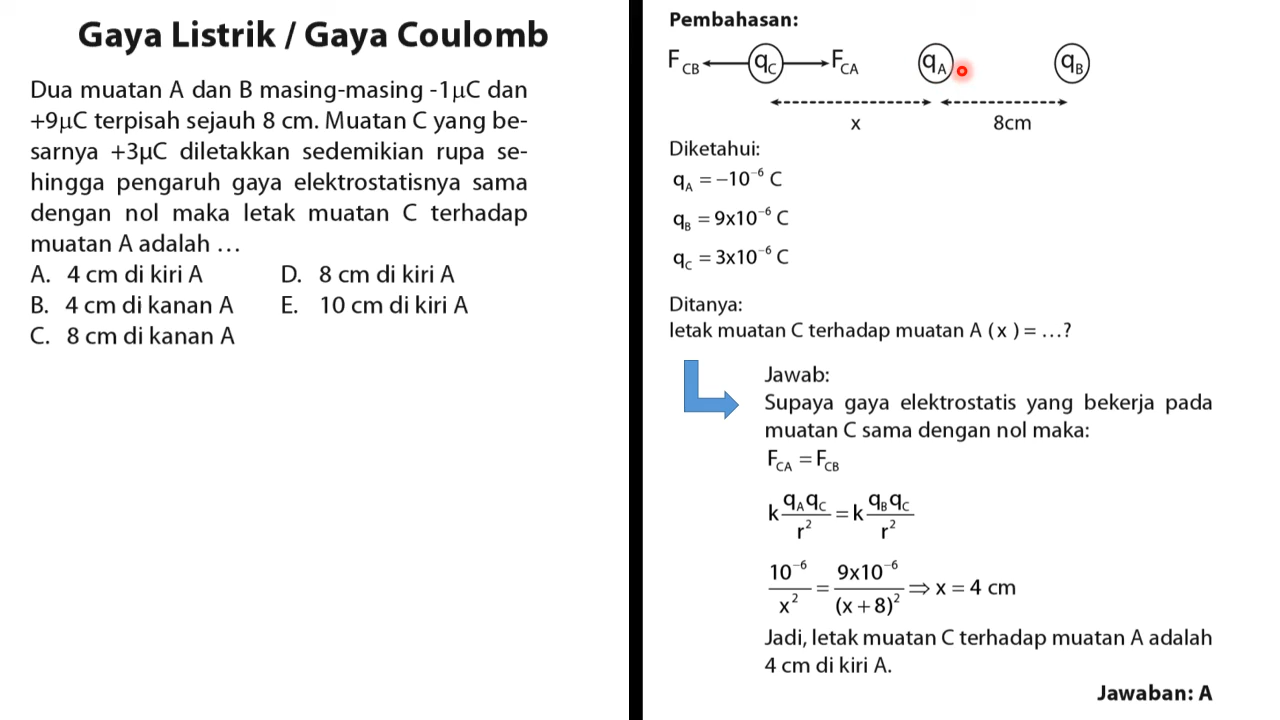 Gaya Listrik / Gaya Coulomb
Dua muatan A dan B masing-masing -1µC dan
+9µC terpisah sejauh 8 cm. Muatan C yang be-
sarnya +3µC diletakkan sedemikian rupa se-
hingga pengaruh gaya elektrostatisnya sama
dengan nol maka letak muatan C terhadap
muatan A adalah …
A. 4 cm di kiri A
B. 4 cm di kanan A
C. 8 cm di kanan A
D. 8 cm di kiri A
E. 10 cm di kiri A
Pembahasan:
F_CB q_C F_CA q_A q_B
x 8cm
Diketahui:
q_A = –10⁻⁶ C
q_B = 9x10⁻⁶ C
q_C = 3x10⁻⁶ C
Ditanya:
letak muatan C terhadap muatan A ( x ) = …?
Jawab:
Supaya gaya elektrostatis yang bekerja pada
muatan C sama dengan nol maka:
F_CA = F_CB
k q_A q_C / r² = k q_B q_C / r²
10⁻⁶ / x² = 9x10⁻⁶ / (x + 8)² ⇒ x = 4 cm
Jadi, letak muatan C terhadap muatan A adalah
4 cm di kiri A.
Jawaban: A